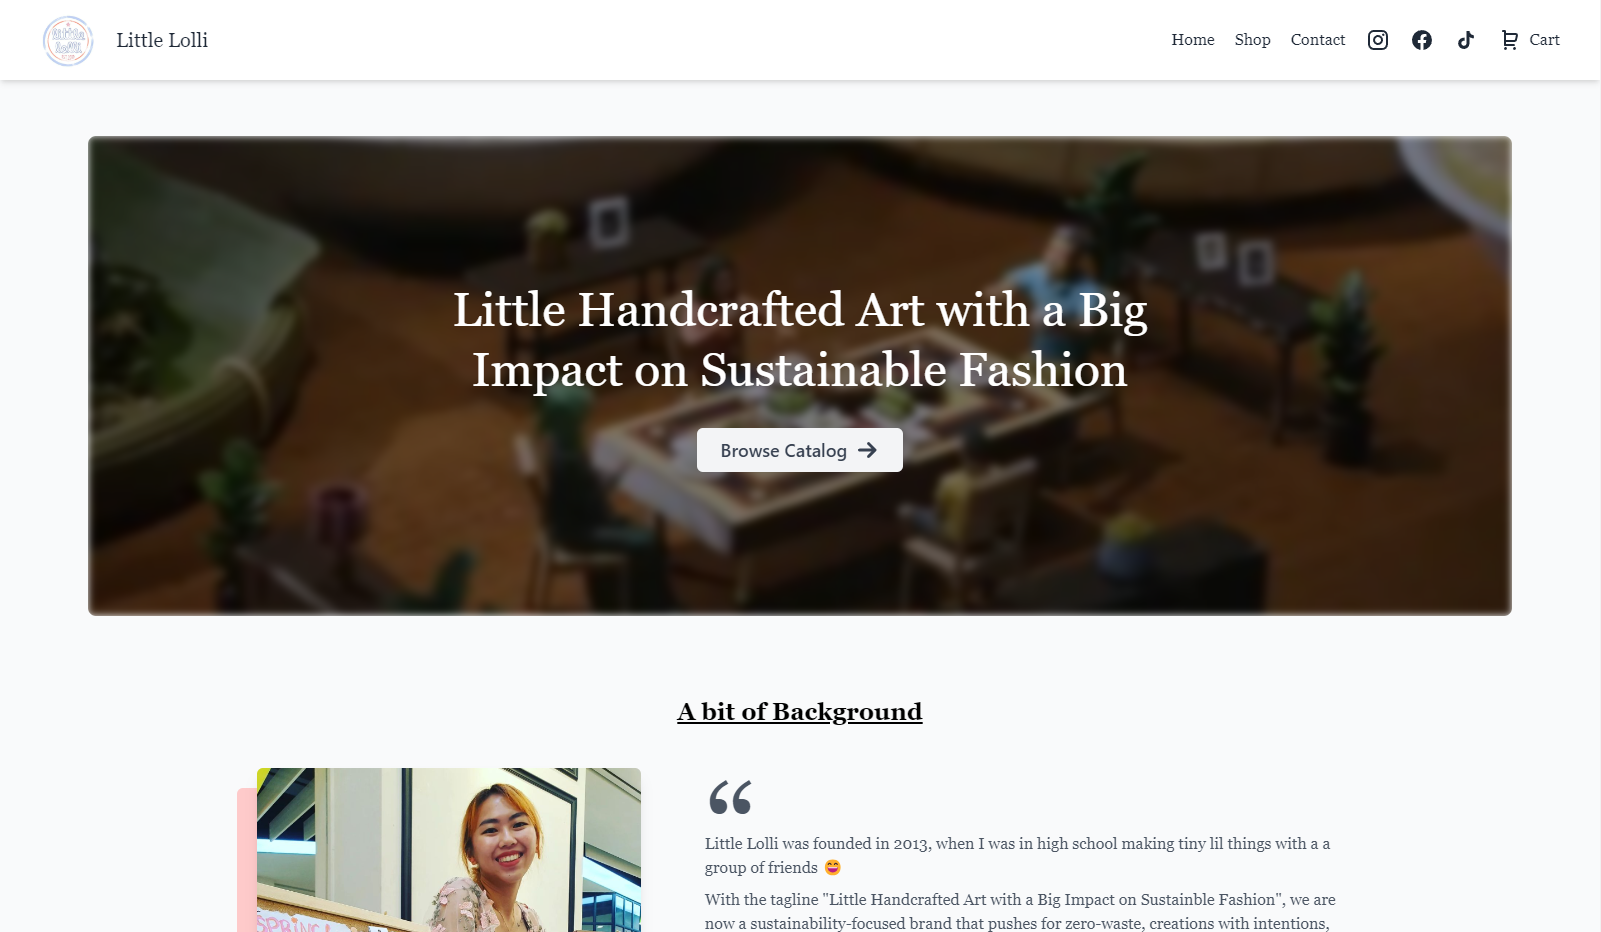 Little Lolli
Little Lolli
Home
Shop
Contact
Cart
Little Handcrafted Art with a Big
Impact on Sustainable Fashion
Browse Catalog
A bit of Background
SPRING
“
Little Lolli was founded in 2013, when I was in high school making tiny lil things with a a
group of friends 😄
With the tagline "Little Handcrafted Art with a Big Impact on Sustainble Fashion", we are
now a sustainability-focused brand that pushes for zero-waste, creations with intentions,